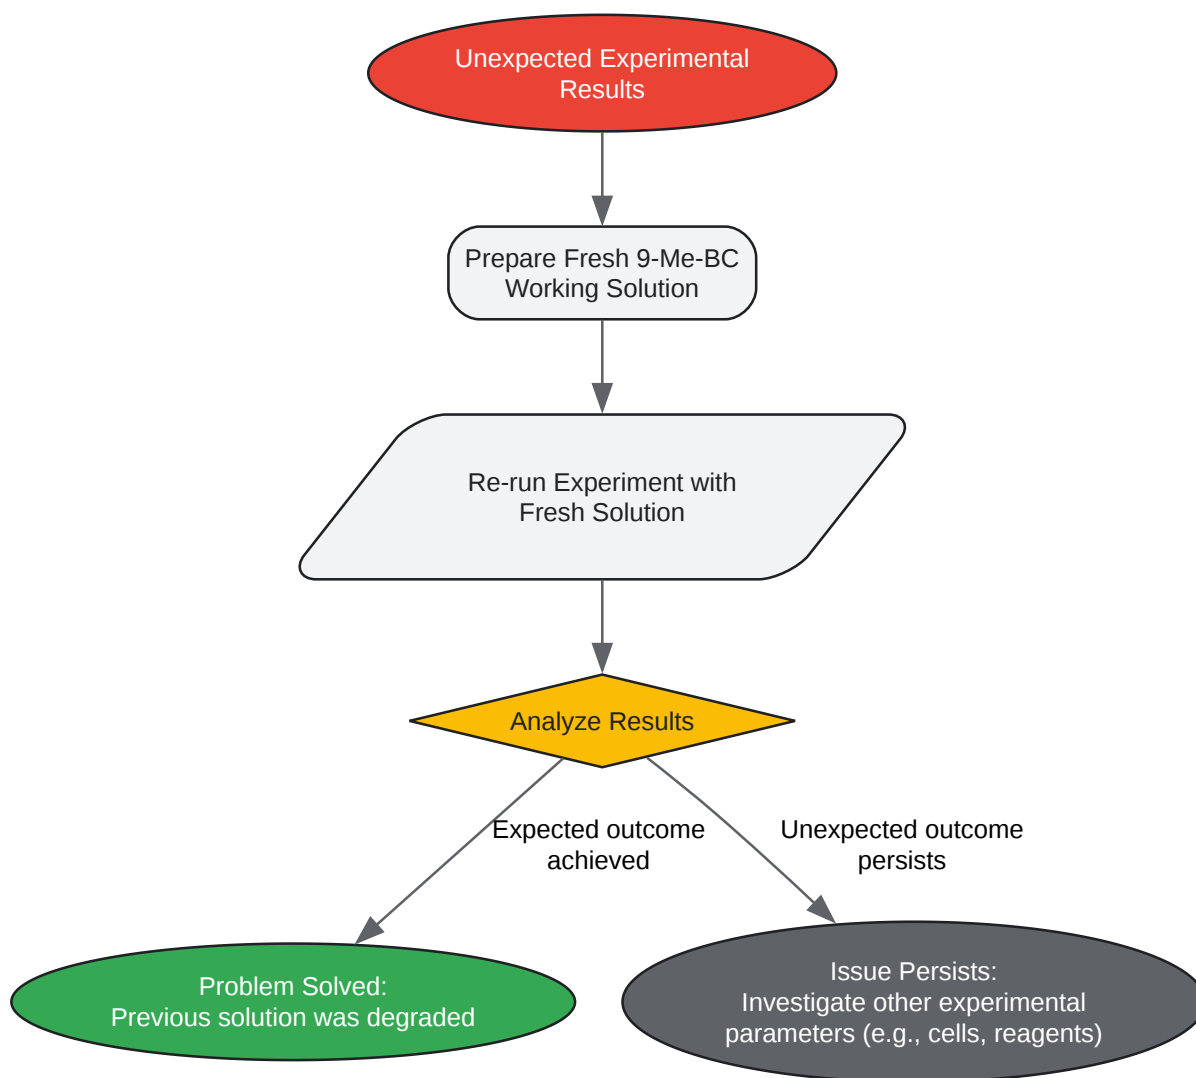 Unexpected Experimental
Results
Prepare Fresh 9-Me-BC
Working Solution
Re-run Experiment with
Fresh Solution
Analyze Results
Expected outcome
achieved
Unexpected outcome
persists
Problem Solved:
Previous solution was degraded
Issue Persists:
Investigate other experimental
parameters (e.g., cells, reagents)